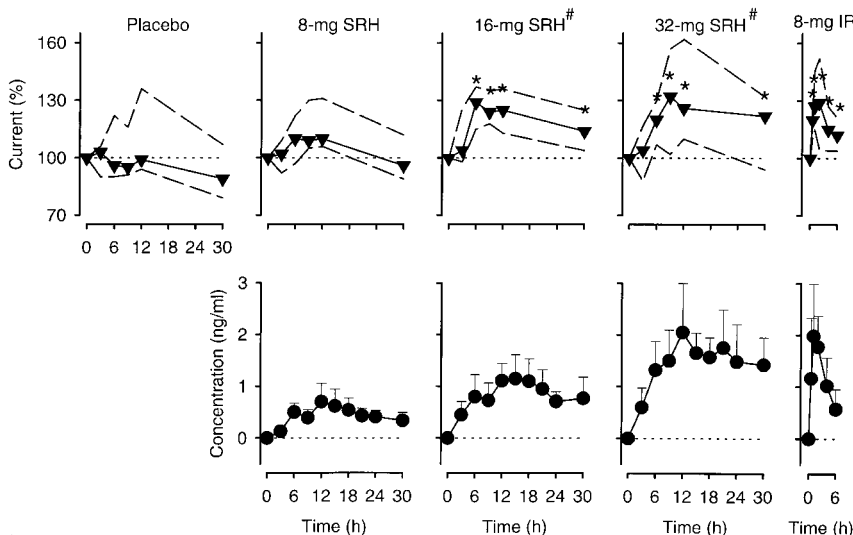 Placebo
8-mg SRH
16-mg SRH#
32-mg SRH#
8-mg IR
Current (%)
160
130
100
70
* * * *
* * * *
* * * * *
0 6 12 18 24 30
Concentration (ng/ml)
3
2
1
0
0 6 12 18 24 30
0 6 12 18 24 30
0 6 12 18 24 30
0 6
Time (h)
Time (h)
Time (h)
Time (h)